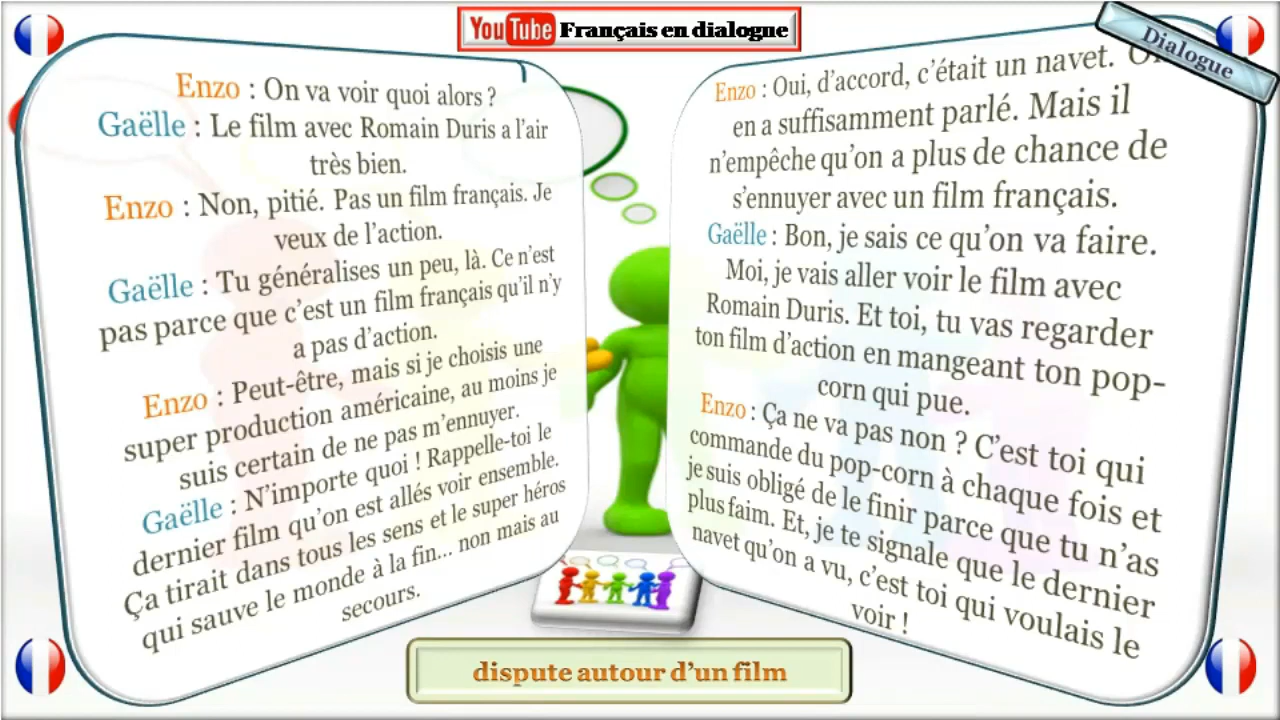 YouTube Français en dialogue
Dialogue
Enzo : On va voir quoi alors ?
Gaëlle : Le film avec Romain Duris a l'air
très bien.
Enzo : Non, pitié. Pas un film français. Je
veux de l'action.
Gaëlle : Tu généralises un peu, là. Ce n'est
pas parce que c'est un film français qu'il n'y
a pas d'action.
Enzo : Peut-être, mais si je choisis une
super production américaine, au moins je
suis certain de ne pas m'ennuyer.
Gaëlle : N'importe quoi ! Rappelle-toi le
dernier film qu'on est allés voir ensemble.
Ça tirait dans tous les sens et le super héros
qui sauve le monde à la fin... non mais au
secours.
Enzo : Oui, d'accord, c'était un navet.
en a suffisamment parlé. Mais il
n'empêche qu'on a plus de chance de
s'ennuyer avec un film français.
Gaëlle : Bon, je sais ce qu'on va faire.
Moi, je vais aller voir le film avec
Romain Duris. Et toi, tu vas regarder
ton film d'action en mangeant ton pop-
corn qui pue.
Enzo : Ça ne va pas non ? C'est toi qui
commande du pop-corn à chaque fois et
je suis obligé de le finir parce que tu n'as
plus faim. Et, je te signale que le dernier
navet qu'on a vu, c'est toi qui voulais le
voir !
dispute autour d'un film